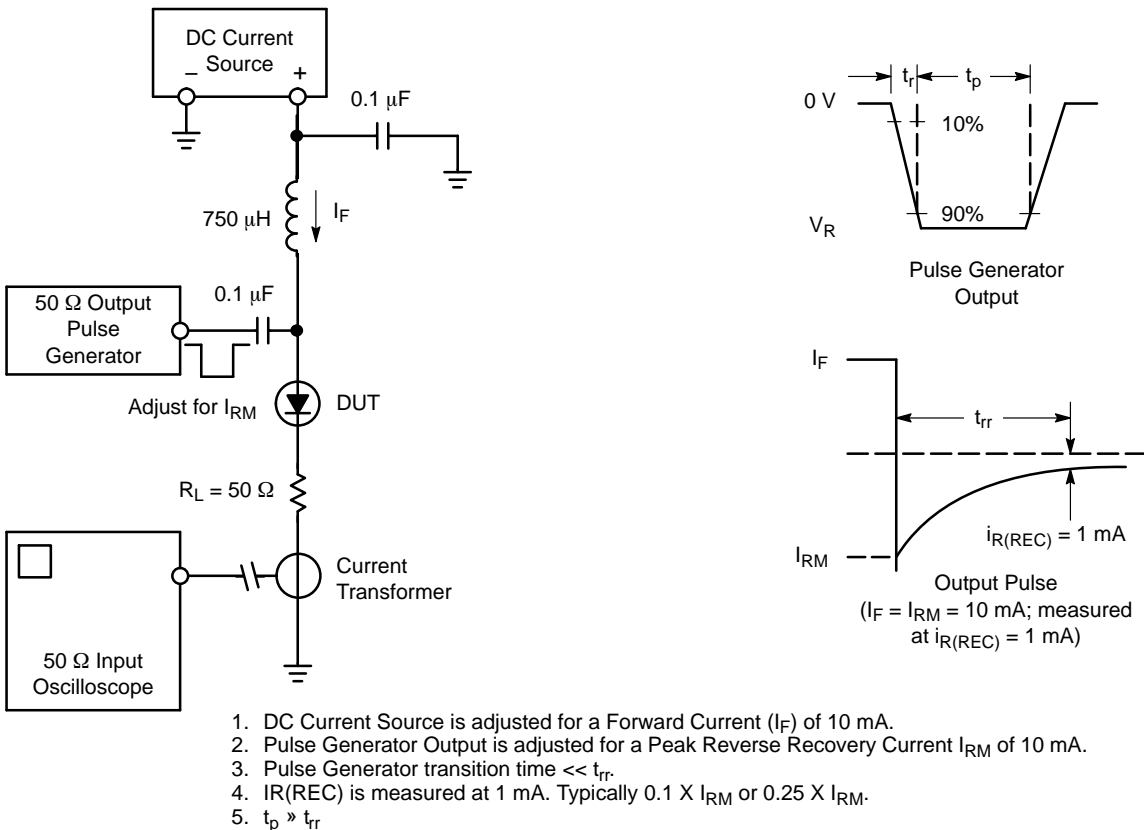 DC Current
Source
– +
0.1 μF
750 μH
I_F
50 Ω Output
Pulse
Generator
0.1 μF
Adjust for I_RM
DUT
R_L = 50 Ω
Current
Transformer
50 Ω Input
Oscilloscope
t_r t_p
0 V
10%
90%
V_R
Pulse Generator
Output
I_F
t_rr
i_R(REC) = 1 mA
I_RM
Output Pulse
(I_F = I_RM = 10 mA; measured
at i_R(REC) = 1 mA)
1. DC Current Source is adjusted for a Forward Current (I_F) of 10 mA.
2. Pulse Generator Output is adjusted for a Peak Reverse Recovery Current I_RM of 10 mA.
3. Pulse Generator transition time << t_rr.
4. IR(REC) is measured at 1 mA. Typically 0.1 X I_RM or 0.25 X I_RM.
5. t_p » t_rr